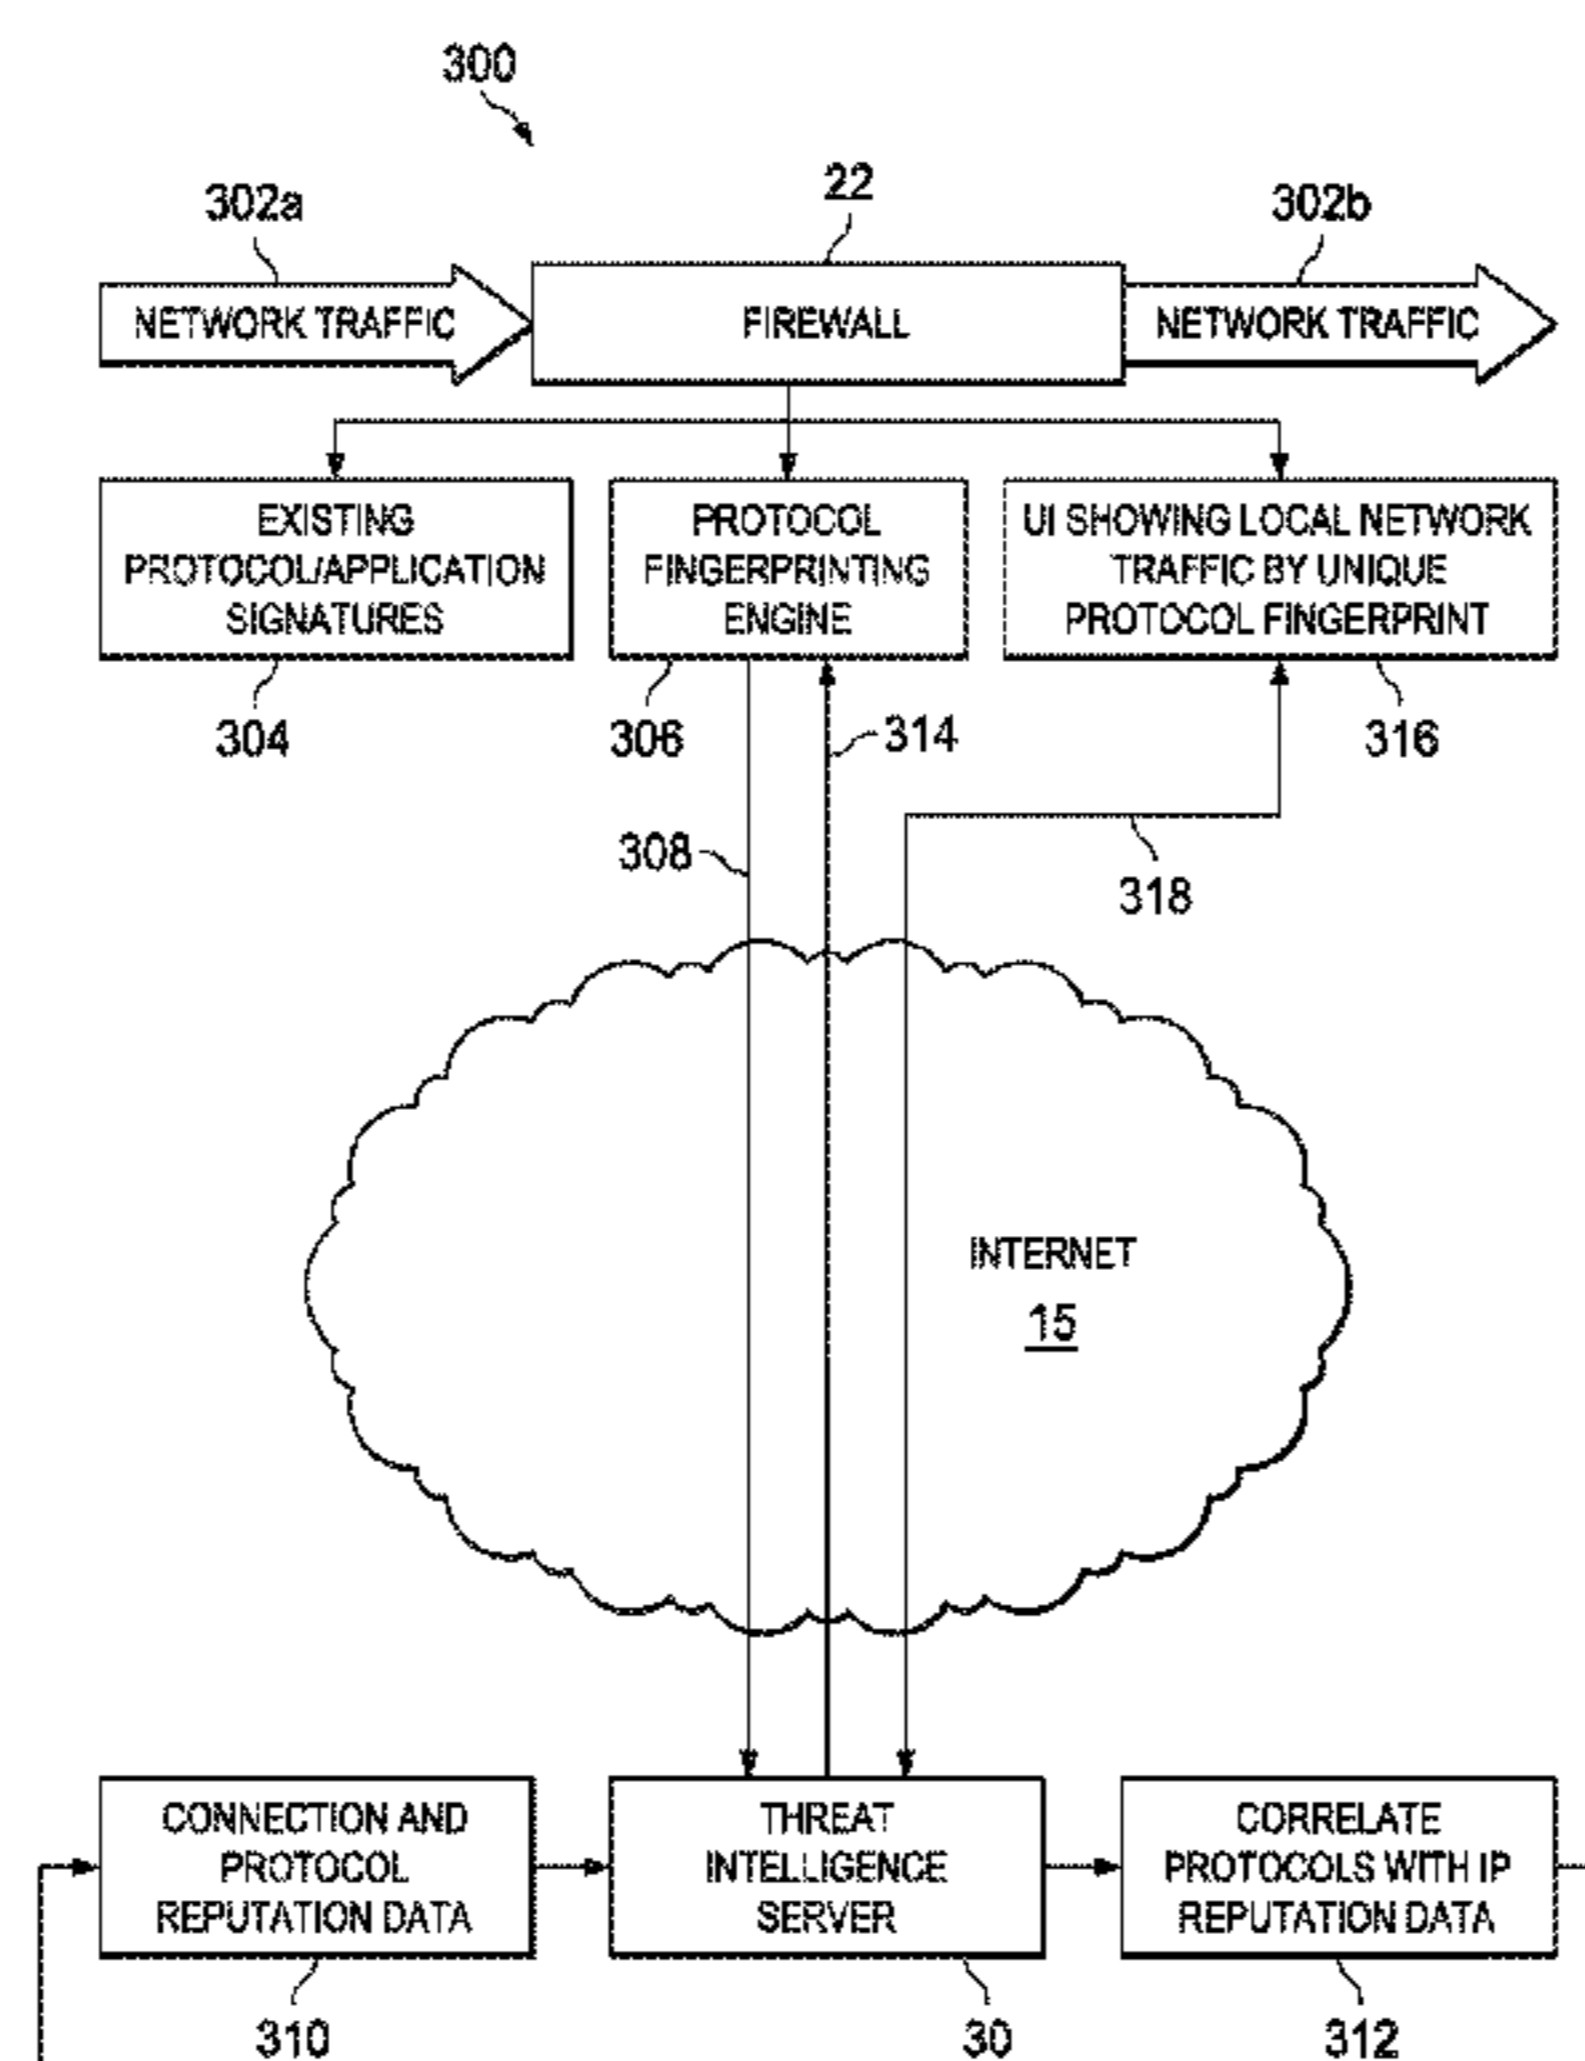 300
302a
22
302b
NETWORK TRAFFIC
FIREWALL
NETWORK TRAFFIC
EXISTING
PROTOCOL/APPLICATION
SIGNATURES
PROTOCOL
FINGERPRINTING
ENGINE
UI SHOWING LOCAL NETWORK
TRAFFIC BY UNIQUE
PROTOCOL FINGERPRINT
304
306
314
316
308
318
INTERNET
15
CONNECTION AND
PROTOCOL
REPUTATION DATA
THREAT
INTELLIGENCE
SERVER
CORRELATE
PROTOCOLS WITH IP
REPUTATION DATA
310
30
312